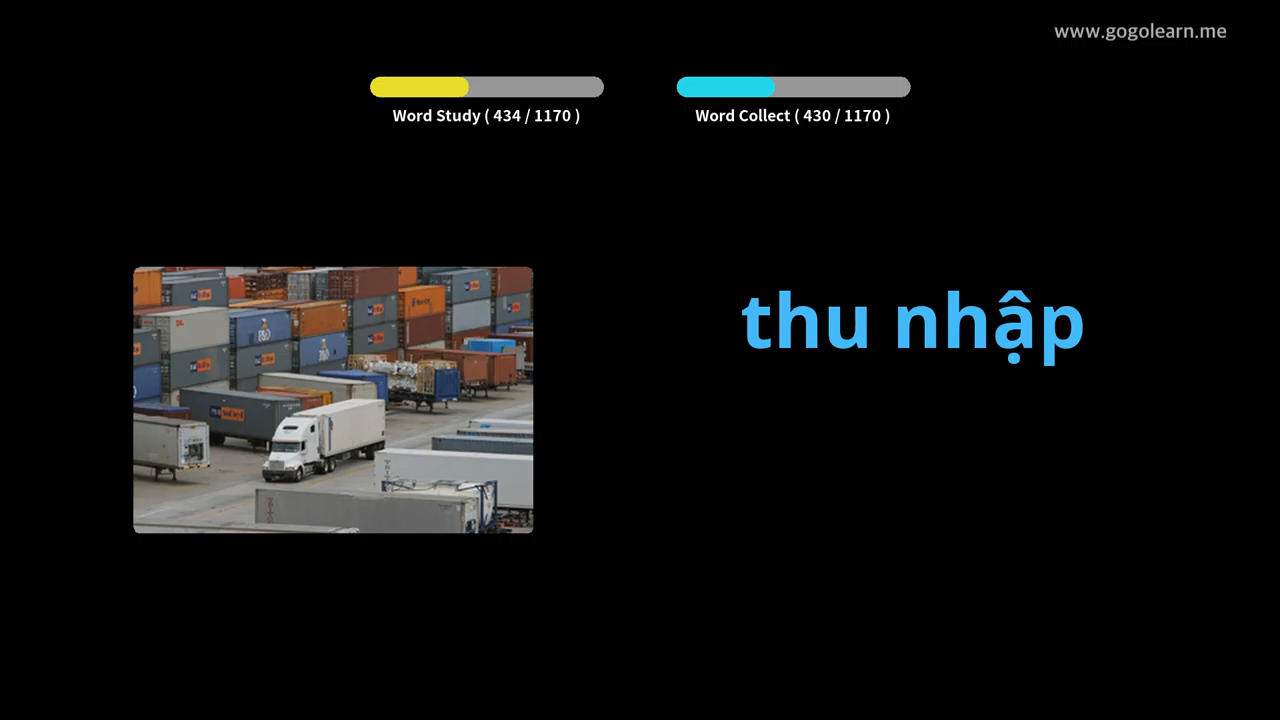 www.gogolearn.me
Word Study ( 434 / 1170 )
Word Collect ( 430 / 1170 )
thu nhập
P&O